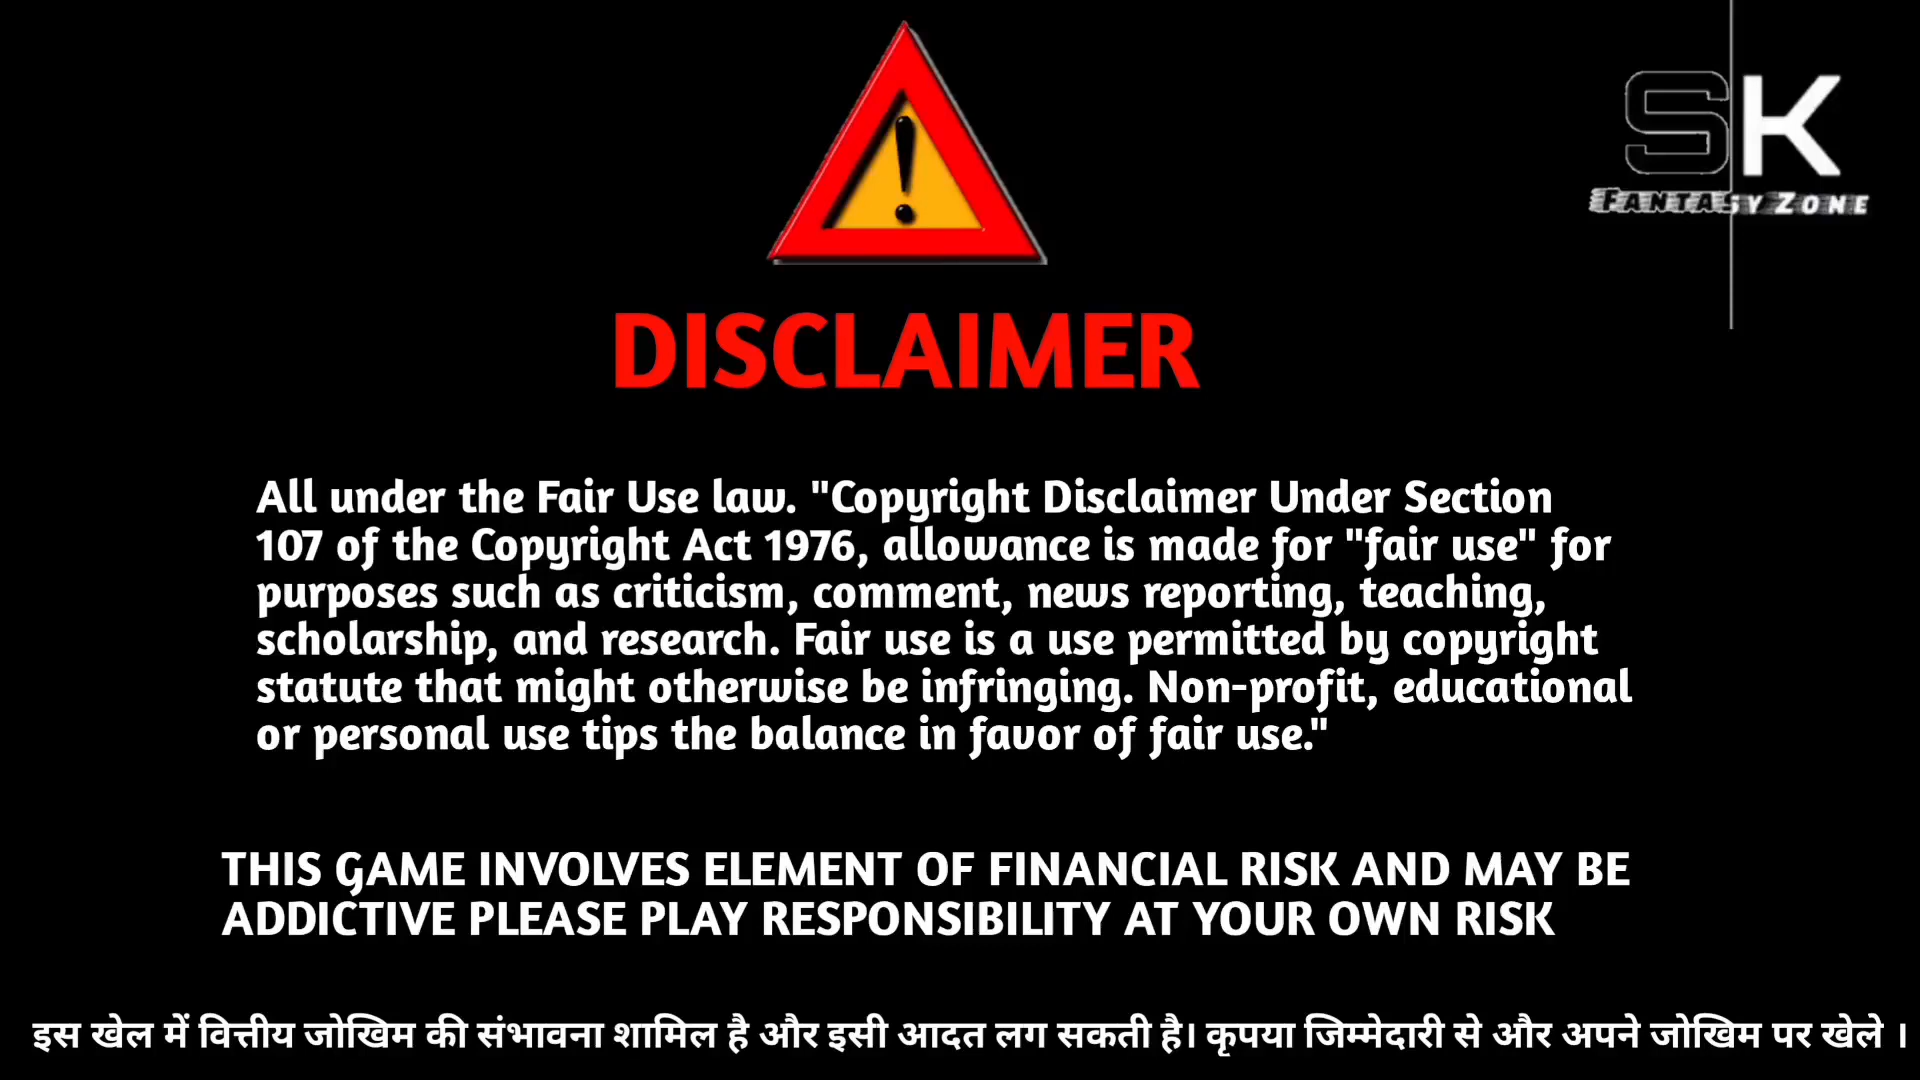 SK
FANTASY ZONE
DISCLAIMER
All under the Fair Use law. "Copyright Disclaimer Under Section
107 of the Copyright Act 1976, allowance is made for "fair use" for
purposes such as criticism, comment, news reporting, teaching,
scholarship, and research. Fair use is a use permitted by copyright
statute that might otherwise be infringing. Non-profit, educational
or personal use tips the balance in favor of fair use."
THIS GAME INVOLVES ELEMENT OF FINANCIAL RISK AND MAY BE
ADDICTIVE PLEASE PLAY RESPONSIBILITY AT YOUR OWN RISK
इस खेल में वित्तीय जोखिम की संभावना शामिल है और इसी आदत लग सकती है। कृपया जिम्मेदारी से और अपने जोखिम पर खेले ।